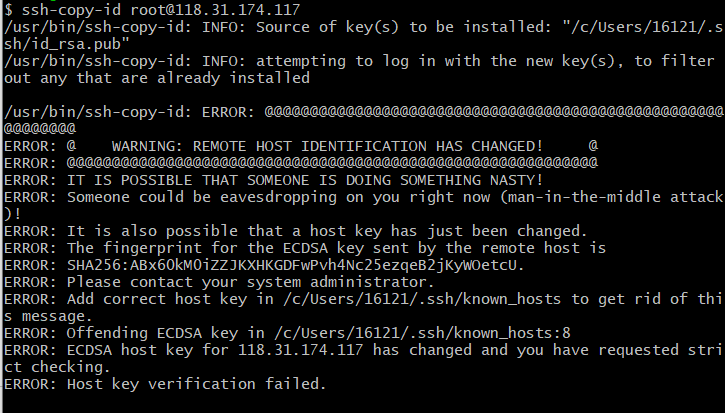 $ ssh-copy-id root@118.31.174.117
/usr/bin/ssh-copy-id: INFO: Source of key(s) to be installed: "/c/Users/16121/.s
sh/id_rsa.pub"
/usr/bin/ssh-copy-id: INFO: attempting to log in with the new key(s), to filter
out any that are already installed

/usr/bin/ssh-copy-id: ERROR: @@@@@@@@@@@@@@@@@@@@@@@@@@@@@@@@@@@@@@@@@@@@@@@@@@@
@@@@@@@@
ERROR: @    WARNING: REMOTE HOST IDENTIFICATION HAS CHANGED!     @
ERROR: @@@@@@@@@@@@@@@@@@@@@@@@@@@@@@@@@@@@@@@@@@@@@@@@@@@@@@@@@@@
ERROR: IT IS POSSIBLE THAT SOMEONE IS DOING SOMETHING NASTY!
ERROR: Someone could be eavesdropping on you right now (man-in-the-middle attack
)!
ERROR: It is also possible that a host key has just been changed.
ERROR: The fingerprint for the ECDSA key sent by the remote host is
ERROR: SHA256:ABx6OkM0iZZJKXHKGDFwPvh4Nc25ezqeB2jKyWOetcU.
ERROR: Please contact your system administrator.
ERROR: Add correct host key in /c/Users/16121/.ssh/known_hosts to get rid of thi
s message.
ERROR: Offending ECDSA key in /c/Users/16121/.ssh/known_hosts:8
ERROR: ECDSA host key for 118.31.174.117 has changed and you have requested stri
ct checking.
ERROR: Host key verification failed.